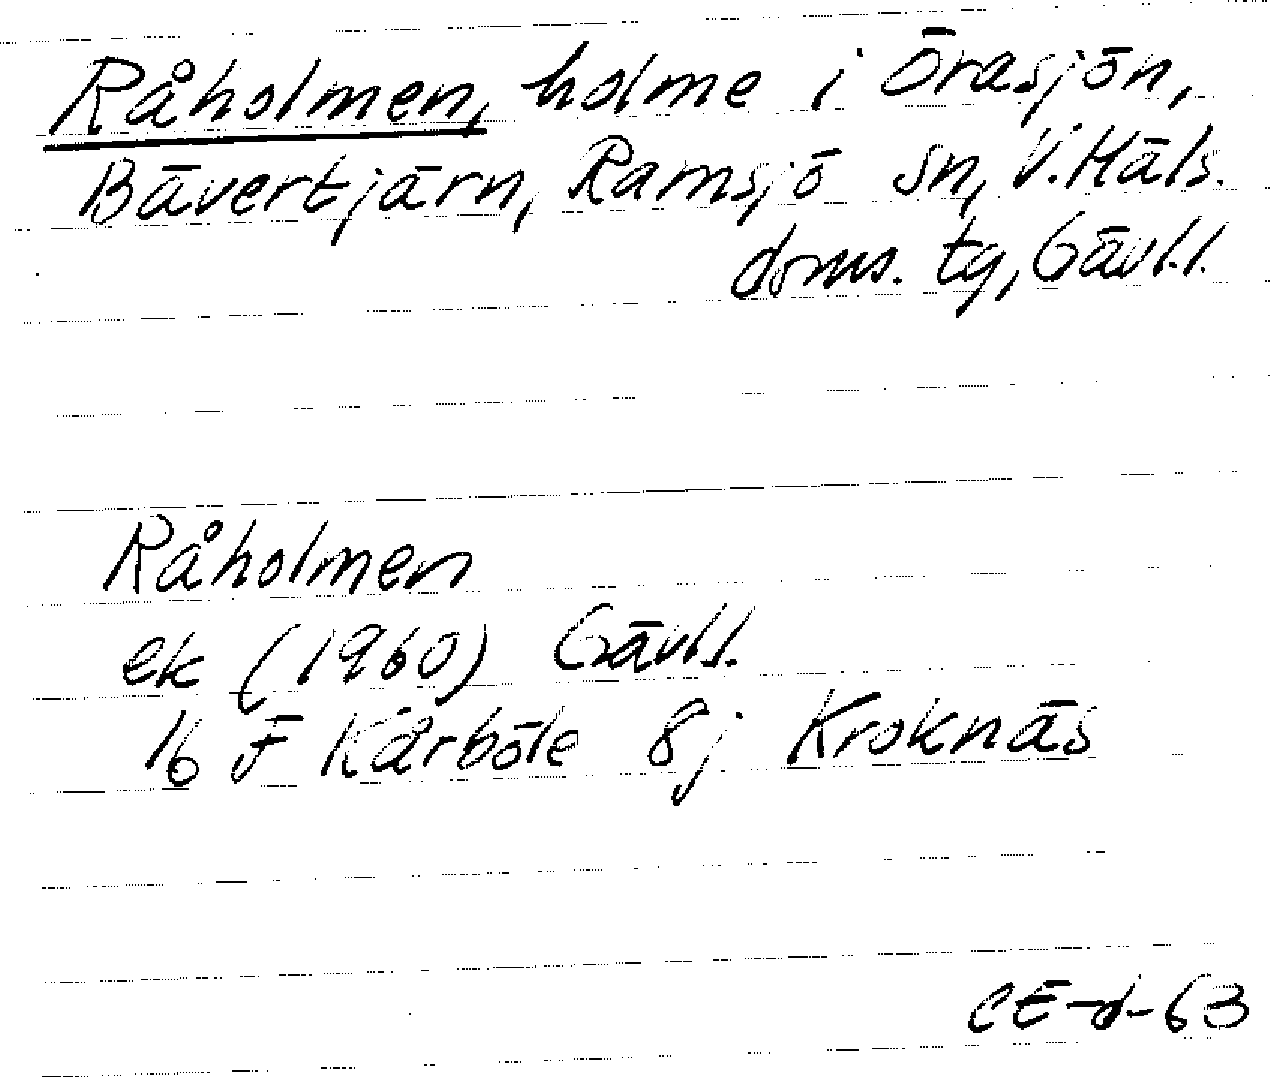 Råholmen, holme i Örasjön,
Bävertjärn, Ramsjö sn, V. Häls.
doms. tg, Gävl.l.
Råholmen
ek (1960) Gävl.l.
16 F Kårböle 8j Kroknäs
CE-d-63